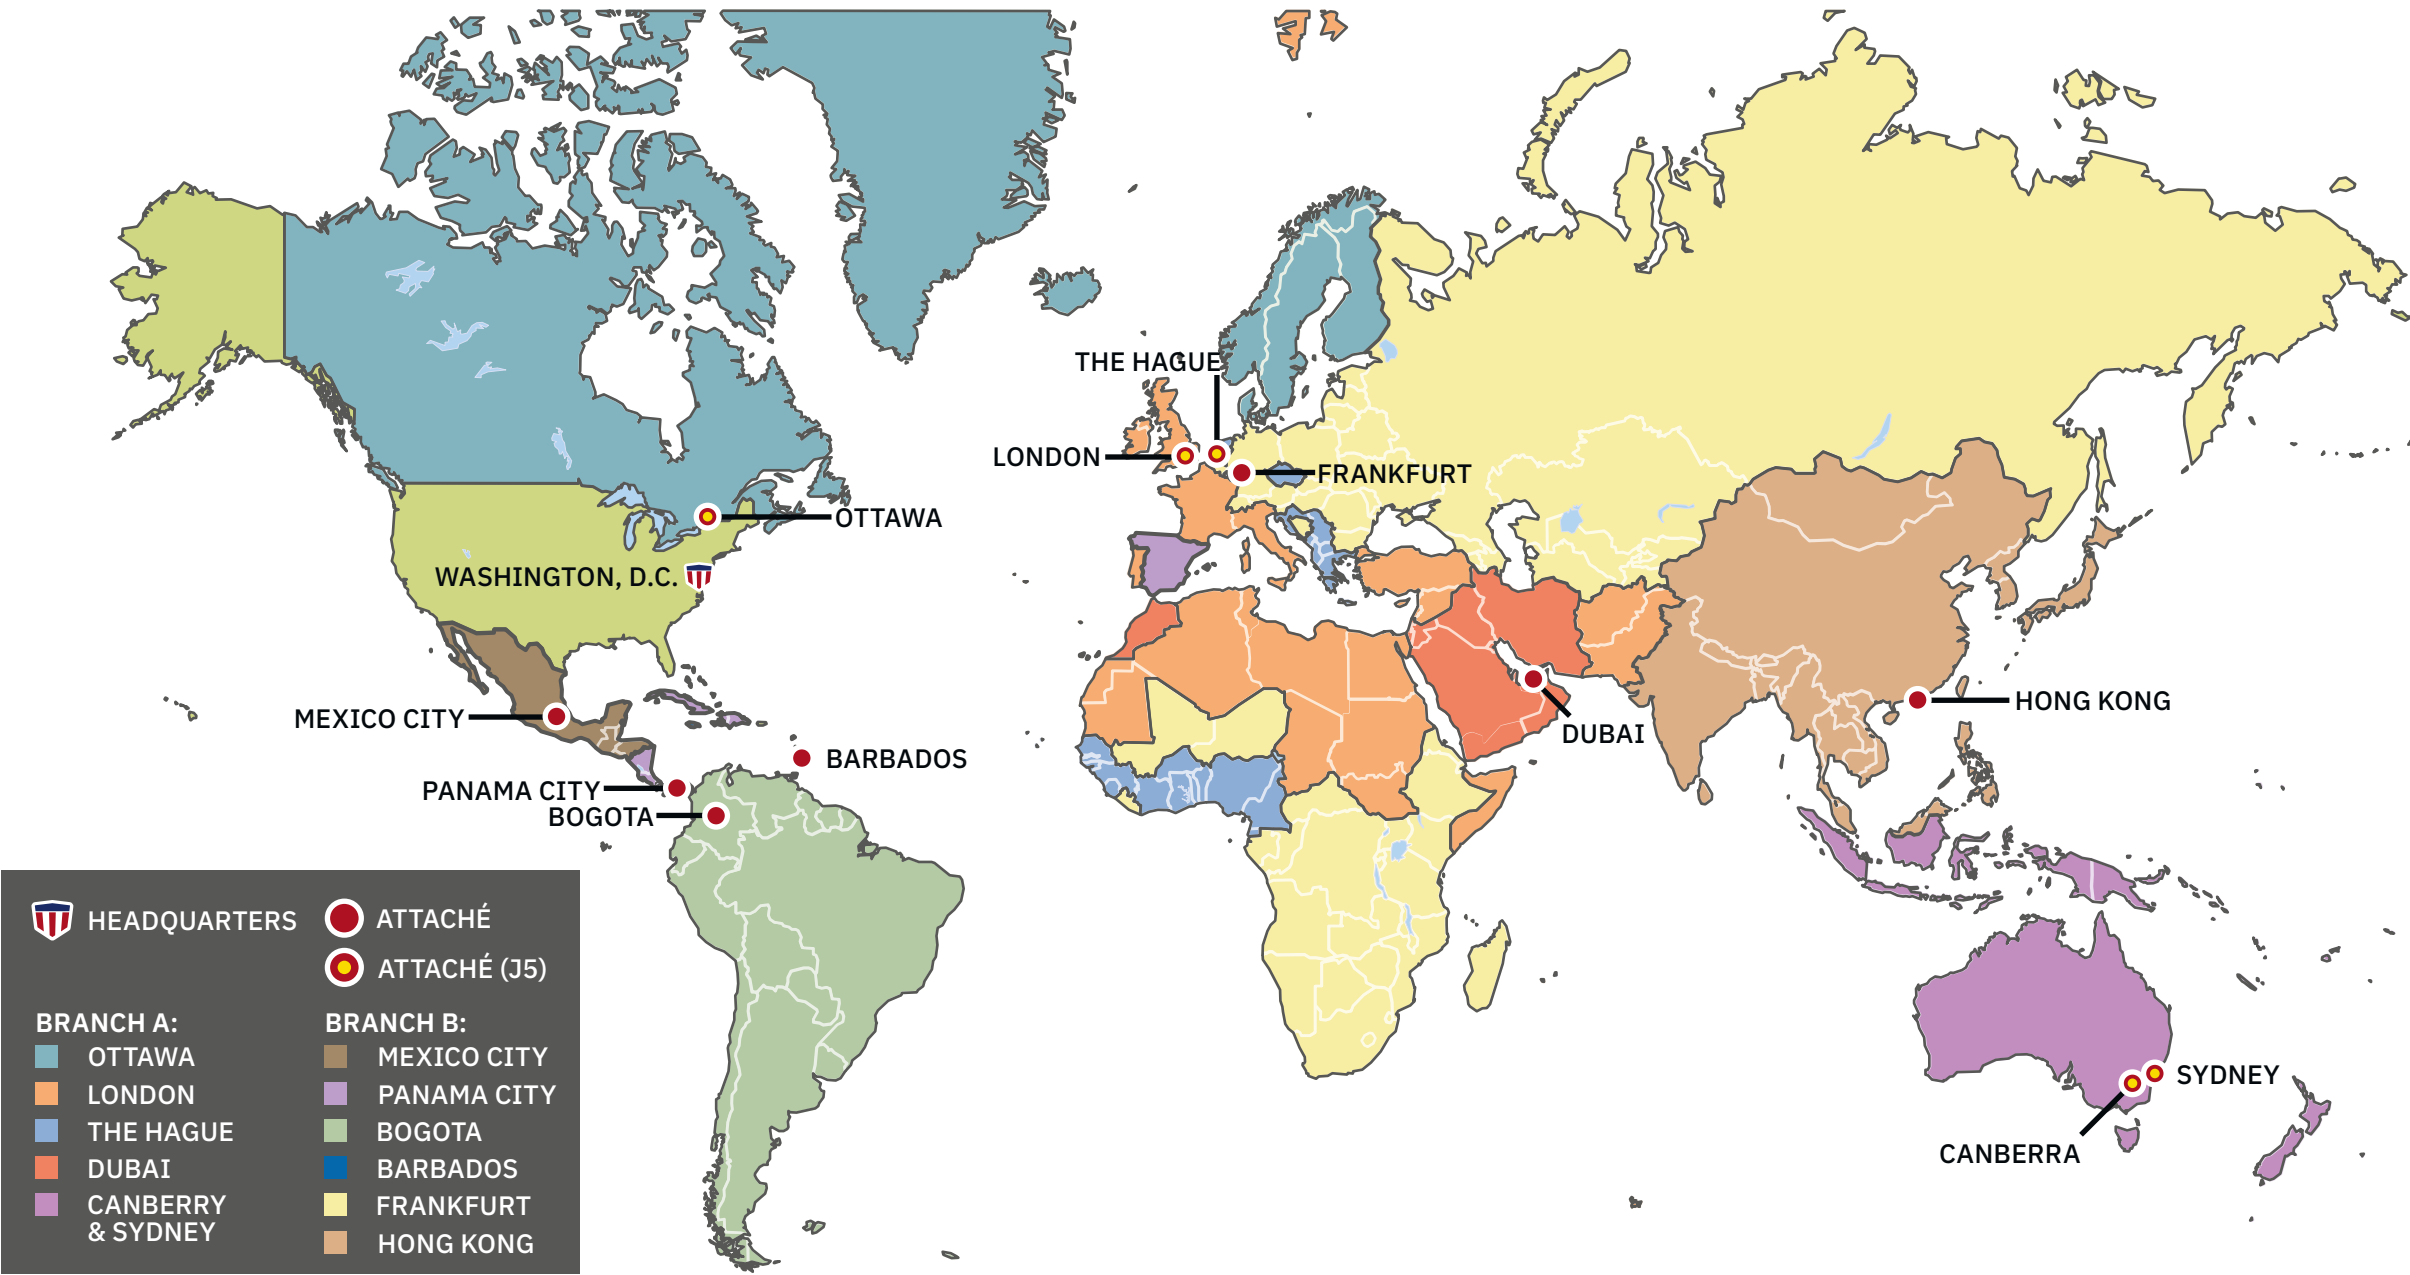 THE HAGUE
LONDON
FRANKFURT
OTTAWA
WASHINGTON, D.C.
MEXICO CITY
HONG KONG
DUBAI
BARBADOS
PANAMA CITY
BOGOTA
SYDNEY
CANBERRA
HEADQUARTERS
ATTACHÉ
ATTACHÉ (J5)
BRANCH A:
OTTAWA
LONDON
THE HAGUE
DUBAI
CANBERRY
& SYDNEY
BRANCH B:
MEXICO CITY
PANAMA CITY
BOGOTA
BARBADOS
FRANKFURT
HONG KONG